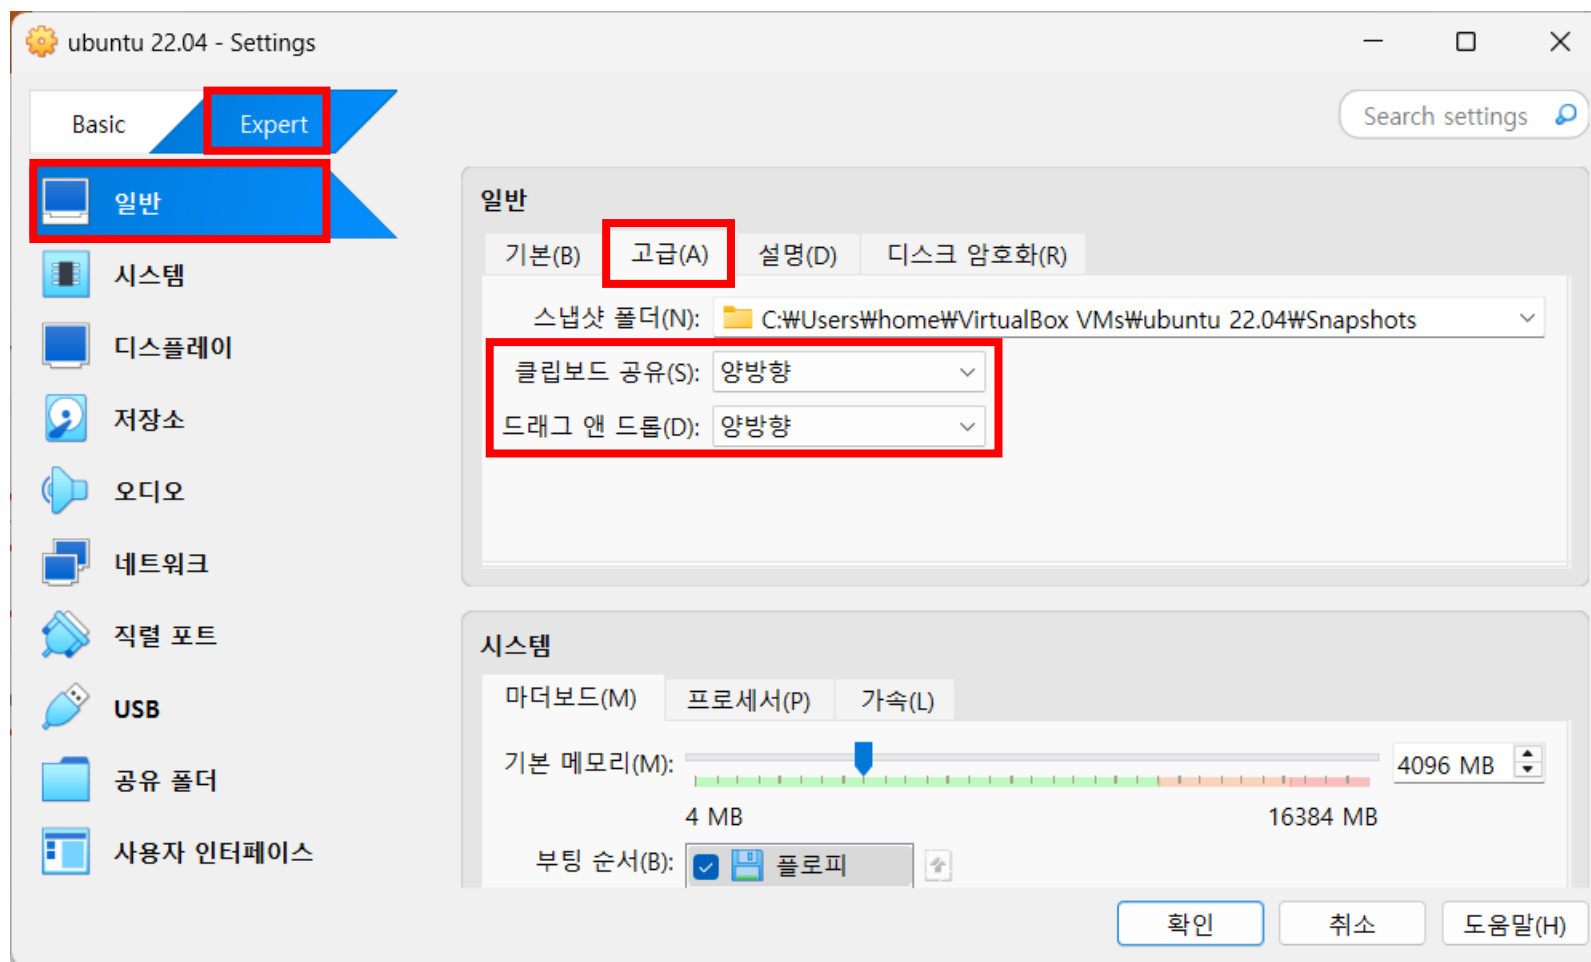 ubuntu 22.04 - Settings
Basic
Expert
Search settings
일반
시스템
디스플레이
저장소
오디오
네트워크
직렬 포트
USB
공유 폴더
사용자 인터페이스
일반
기본(B) 고급(A) 설명(D) 디스크 암호화(R)
스냅샷 폴더(N): C:₩Users₩home₩VirtualBox VMs₩ubuntu 22.04₩Snapshots
클립보드 공유(S): 양방향
드래그 앤 드롭(D): 양방향
시스템
마더보드(M) 프로세서(P) 가속(L)
기본 메모리(M): 4096 MB
4 MB 16384 MB
부팅 순서(B): 플로피
확인 취소 도움말(H)